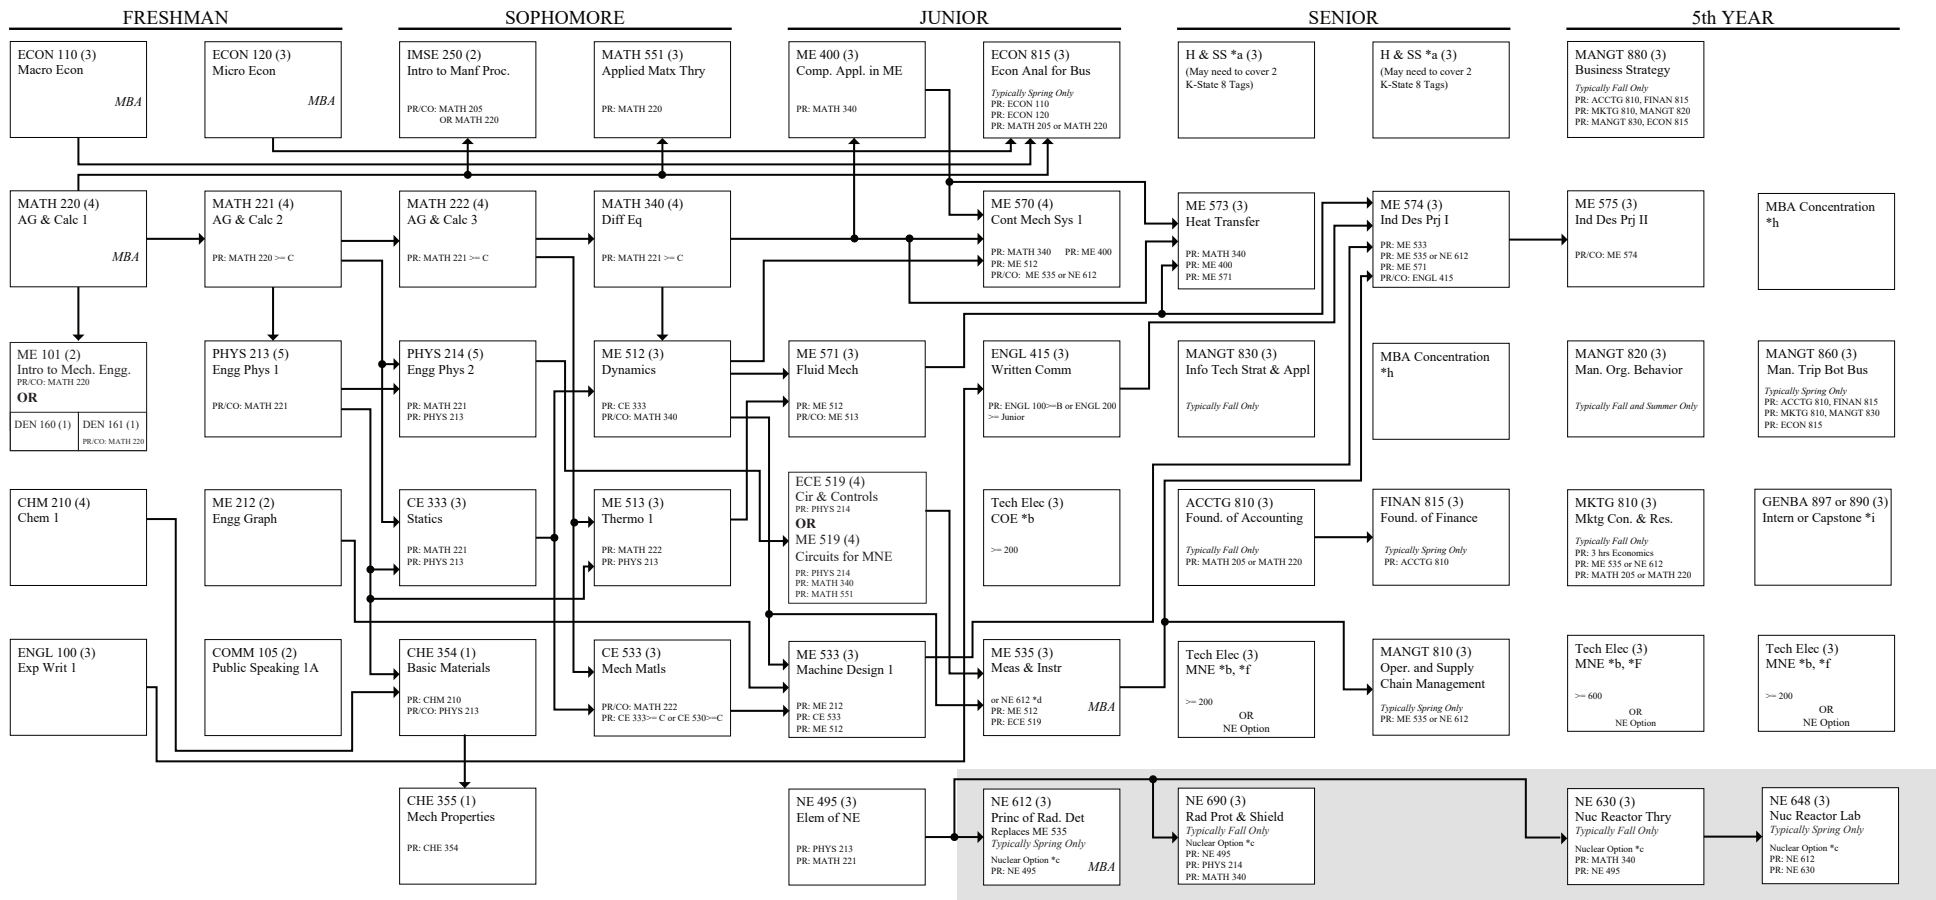 FRESHMAN
SOPHOMORE
JUNIOR
SENIOR
5th YEAR
ECON 110 (3)
Macro Econ
MBA
ECON 120 (3)
Micro Econ
MBA
IMSE 250 (2)
Intro to Manf Proc.
PR/CO: MATH 205
OR MATH 220
MATH 551 (3)
Applied Matx Thry
PR: MATH 220
ME 400 (3)
Comp. Appl. in ME
PR: MATH 340
ECON 815 (3)
Econ Anal for Bus
Typically Spring Only
PR: ECON 110
PR: ECON 120
PR: MATH 205 or MATH 220
H & SS *a (3)
(May need to cover 2
K-State 8 Tags)
H & SS *a (3)
(May need to cover 2
K-State 8 Tags)
MANGT 880 (3)
Business Strategy
Typically Fall Only
PR: ACCTG 810, FINAN 815
PR: MKTG 810, MANGT 820
PR: MANGT 830, ECON 815
MATH 220 (4)
AG & Calc 1
MBA
MATH 221 (4)
AG & Calc 2
PR: MATH 220 >= C
MATH 222 (4)
AG & Calc 3
PR: MATH 221 >= C
MATH 340 (4)
Diff Eq
PR: MATH 221 >= C
ME 570 (4)
Cont Mech Sys 1
PR: MATH 340 PR: ME 400
PR: ME 512
PR/CO: ME 535 or NE 612
ME 573 (3)
Heat Transfer
PR: MATH 340
PR: ME 400
PR: ME 571
ME 574 (3)
Ind Des Prj I
PR: ME 533
PR: ME 535 or NE 612
PR: ME 571
PR/CO: ENGL 415
ME 575 (3)
Ind Des Prj II
PR/CO: ME 574
MBA Concentration
*h
ME 101 (2)
Intro to Mech. Engg.
PR/CO: MATH 220
OR
DEN 160 (1)
DEN 161 (1)
PR/CO: MATH 220
PHYS 213 (5)
Engg Phys 1
PR/CO: MATH 221
PHYS 214 (5)
Engg Phys 2
PR: MATH 221
PR: PHYS 213
ME 512 (3)
Dynamics
PR: CE 333
PR/CO: MATH 340
ME 571 (3)
Fluid Mech
PR: ME 512
PR/CO: ME 513
ENGL 415 (3)
Written Comm
PR: ENGL 100>=B or ENGL 200
>= Junior
MANGT 830 (3)
Info Tech Strat & Appl
Typically Fall Only
MBA Concentration
*h
MANGT 820 (3)
Man. Org. Behavior
Typically Fall and Summer Only
MANGT 860 (3)
Man. Trip Bot Bus
Typically Spring Only
PR: ACCTG 810, FINAN 815
PR: MKTG 810, MANGT 830
PR: ECON 815
CHM 210 (4)
Chem 1
ME 212 (2)
Engg Graph
CE 333 (3)
Statics
PR: MATH 221
PR: PHYS 213
ME 513 (3)
Thermo 1
PR: MATH 222
PR: PHYS 213
ECE 519 (4)
Cir & Controls
PR: PHYS 214
OR
ME 519 (4)
Circuits for MNE
PR: PHYS 214
PR: MATH 340
PR: MATH 551
Tech Elec (3)
COE *b
>= 200
ACCTG 810 (3)
Found. of Accounting
Typically Fall Only
PR: MATH 205 or MATH 220
FINAN 815 (3)
Found. of Finance
Typically Spring Only
PR: ACCTG 810
MKTG 810 (3)
Mktg Con. & Res.
Typically Fall Only
PR: 3 hrs Economics
PR: ME 535 or NE 612
PR: MATH 205 or MATH 220
GENBA 897 or 890 (3)
Intern or Capstone *i
ENGL 100 (3)
Exp Writ 1
COMM 105 (2)
Public Speaking 1A
CHE 354 (1)
Basic Materials
PR: CHM 210
PR/CO: PHYS 213
CE 533 (3)
Mech Matls
PR/CO: MATH 222
PR: CE 333>= C or CE 530>=C
ME 533 (3)
Machine Design 1
PR: ME 212
PR: CE 533
PR: ME 512
ME 535 (3)
Meas & Instr
or NE 612 *d
PR: ME 512
PR: ECE 519
MBA
Tech Elec (3)
MNE *b, *f
>= 200
OR
NE Option
MANGT 810 (3)
Oper. and Supply
Chain Management
Typically Spring Only
PR: ME 535 or NE 612
Tech Elec (3)
MNE *b, *F
>= 600
OR
NE Option
Tech Elec (3)
MNE *b, *f
>= 200
OR
NE Option
CHE 355 (1)
Mech Properties
PR: CHE 354
NE 495 (3)
Elem of NE
PR: PHYS 213
PR: MATH 221
NE 612 (3)
Princ of Rad. Det
Replaces ME 535
Typically Spring Only
Nuclear Option *c
PR: NE 495
MBA
NE 690 (3)
Rad Prot & Shield
Typically Fall Only
Nuclear Option *c
PR: NE 495
PR: PHYS 214
PR: MATH 340
NE 630 (3)
Nuc Reactor Thry
Typically Fall Only
Nuclear Option *c
PR: MATH 340
PR: NE 495
NE 648 (3)
Nuc Reactor Lab
Typically Spring Only
Nuclear Option *c
PR: NE 612
PR: NE 630